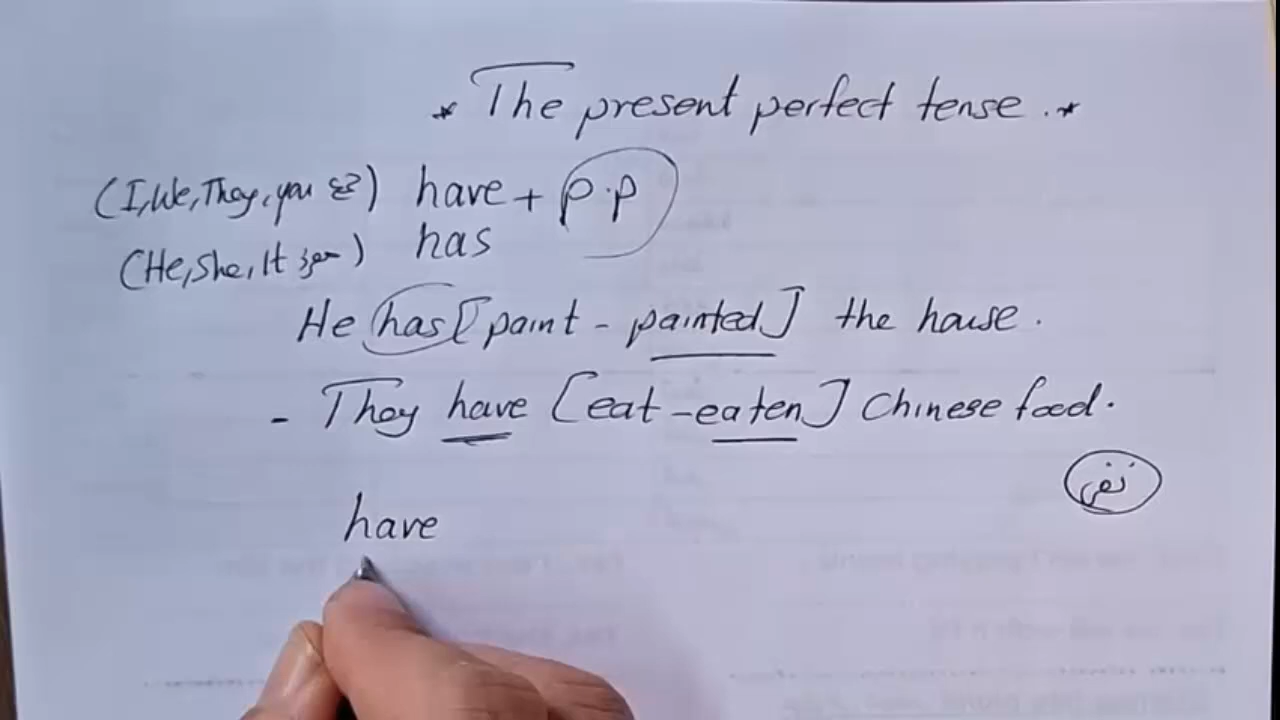 * The present perfect tense . *
(I, We, They, you جمع) have + p.p
(He, She, It مفرد) has
He has [paint - painted] the house .
- They have [eat - eaten] Chinese food .
نفي
have